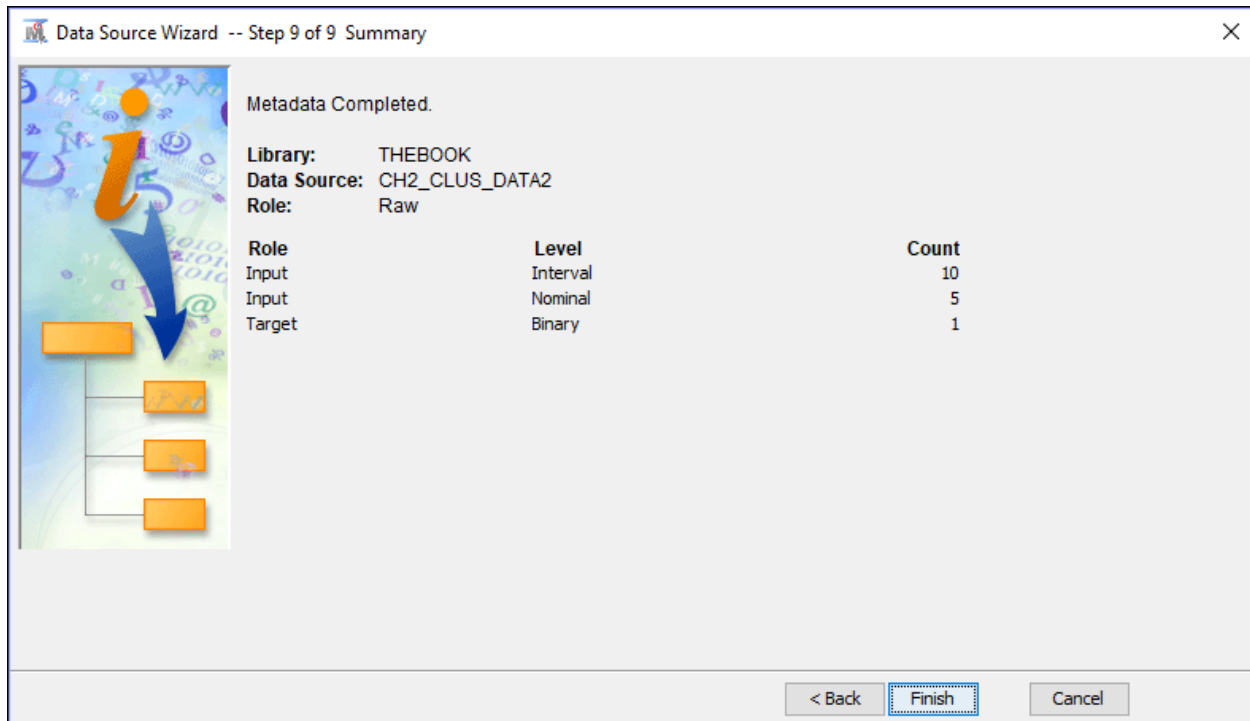 Data Source Wizard -- Step 9 of 9 Summary
Metadata Completed.
Library: THEBOOK
Data Source: CH2_CLUS_DATA2
Role: Raw
Role Level Count
Input Interval 10
Input Nominal 5
Target Binary 1
< Back Finish Cancel